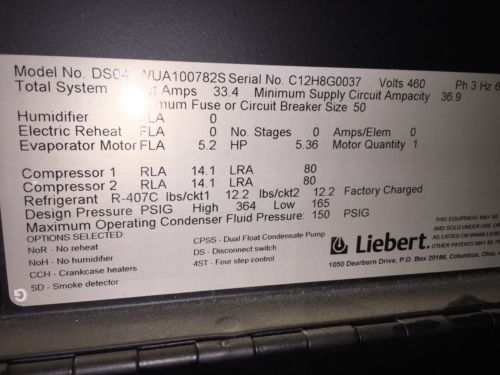 Model No. DS04 WUA100782S Serial No. C12H8G0037 Volts 460 Ph 3 Hz 6
Total System Amps 33.4 Minimum Supply Circuit Ampacity 36.9
Fuse or Circuit Breaker Size 50
Humidifier FLA 0
Electric Reheat FLA 0 No. Stages 0 Amps/Elem 0
Evaporator Motor FLA 5.2 HP 5.36 Motor Quantity 1
Compressor 1 RLA 14.1 LRA 80
Compressor 2 RLA 14.1 LRA 80
Refrigerant R-407C lbs/ckt1 12.2 lbs/ckt2 12.2 Factory Charged
Design Pressure PSIG High 364 Low 165
Maximum Operating Condenser Fluid Pressure: 150 PSIG
OPTIONS SELECTED:
NoR - No reheat CPSS - Dual Float Condensate Pump
NoH - No humidifier DS - Disconnect switch
CCH - Crankcase heaters 4ST - Four step control
SD - Smoke detector
THIS EQUIPMENT MAY BE
AND SOLD UNDER ONE OR
AS LISTED ON WWW.LIEBERT
OTHER PATENTS MAY BE
Liebert.
1050 Dearborn Drive, P.O. Box 29186, Columbus, Ohio,